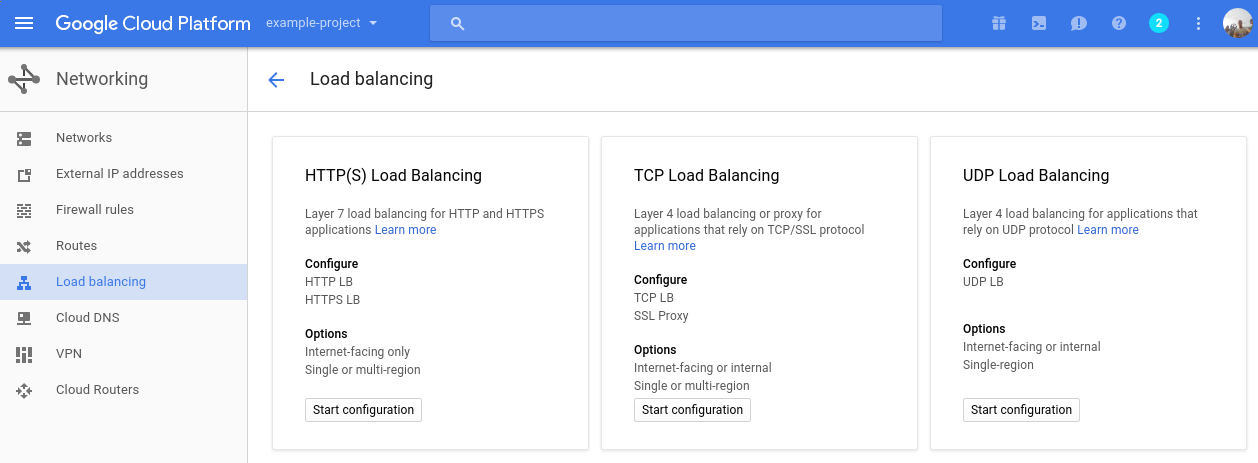 Google Cloud Platform
example-project
2
Networking
Load balancing
Networks
External IP addresses
Firewall rules
Routes
Load balancing
Cloud DNS
VPN
Cloud Routers
HTTP(S) Load Balancing
Layer 7 load balancing for HTTP and HTTPS
applications Learn more
Configure
HTTP LB
HTTPS LB
Options
Internet-facing only
Single or multi-region
Start configuration
TCP Load Balancing
Layer 4 load balancing or proxy for
applications that rely on TCP/SSL protocol
Learn more
Configure
TCP LB
SSL Proxy
Options
Internet-facing or internal
Single or multi-region
Start configuration
UDP Load Balancing
Layer 4 load balancing for applications that
rely on UDP protocol Learn more
Configure
UDP LB
Options
Internet-facing or internal
Single-region
Start configuration